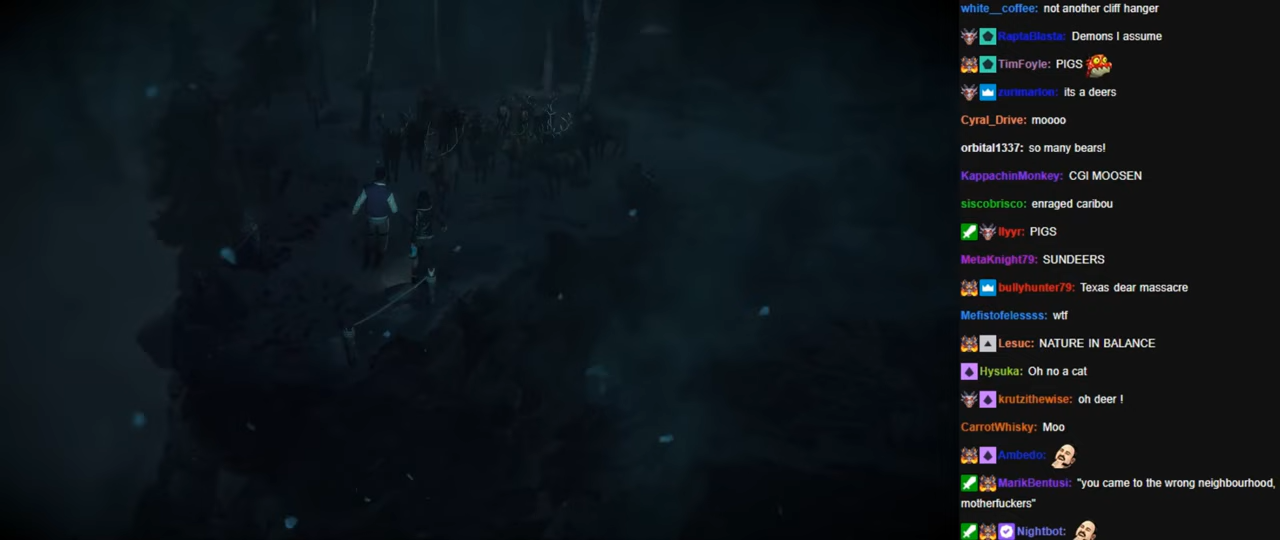 white__coffee: not another cliff hanger
RaptaBlasta: Demons I assume
TimFoyle: PIGS
zurimarlon: its a deers
Cyral_Drive: moooo
orbital1337: so many bears!
KappachinMonkey: CGI MOOSEN
siscobrisco: enraged caribou
llyyr: PIGS
MetaKnight79: SUNDEERS
bullyhunter79: Texas dear massacre
Mefistofelessss: wtf
Lesuc: NATURE IN BALANCE
Hysuka: Oh no a cat
krutzithewise: oh deer !
CarrotWhisky: Moo
Ambedo:
MarikBentusi: "you came to the wrong neighbourhood,
motherfuckers"
Nightbot: